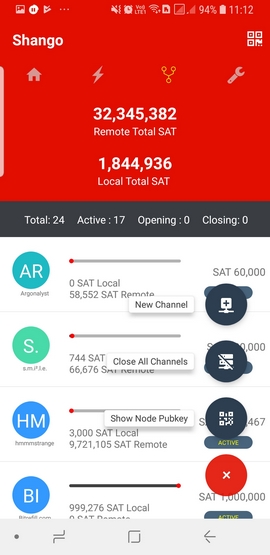 94% 11:12
Shango
32,345,382
Remote Total SAT
1,844,936
Local Total SAT
Total: 24 Active : 17 Opening : 0 Closing: 0
AR
Argonalyst
0 SAT Local
58,552 SAT Remote
SAT 60,000
New Channel
S.
s.m.l².l.e.
744 SAT
66,676 SAT Remote
Close All Channels
HM
hmmmstrange
Show Node Pubkey
3,000 SAT Local
9,721,105 SAT Remote
467
ACTIVE
BI
Bitrefill.com
999,276 SAT Local
0 SAT Remote
SAT 1,000,000
ACTIVE